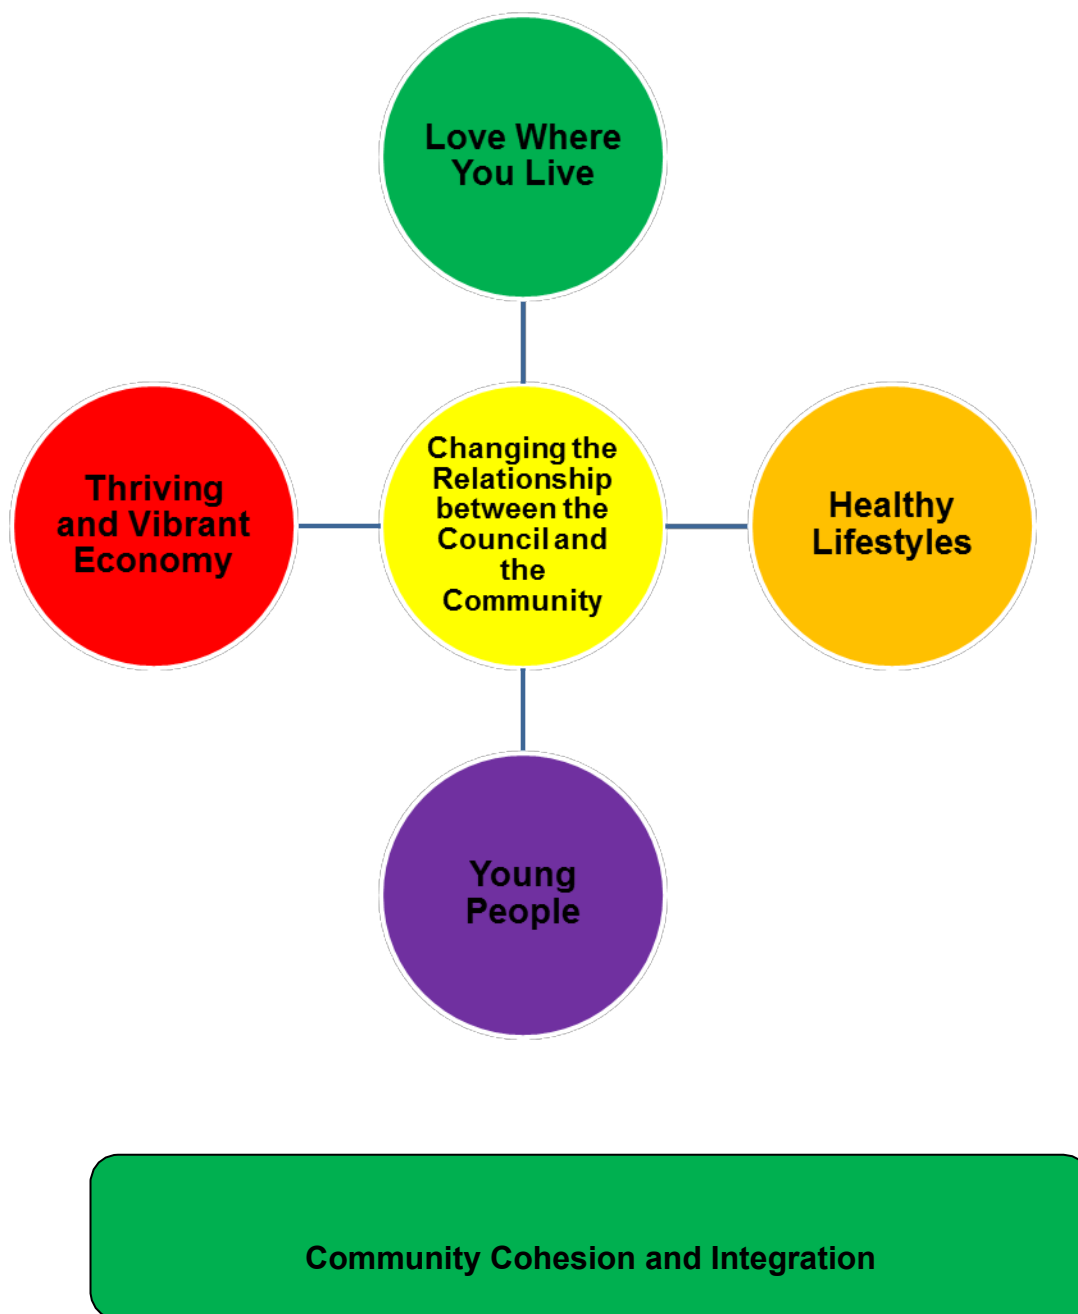 Love Where
You Live
Thriving
and Vibrant
Economy
Changing the
Relationship
between the
Council and
the
Community
Healthy
Lifestyles
Young
People
Community Cohesion and Integration